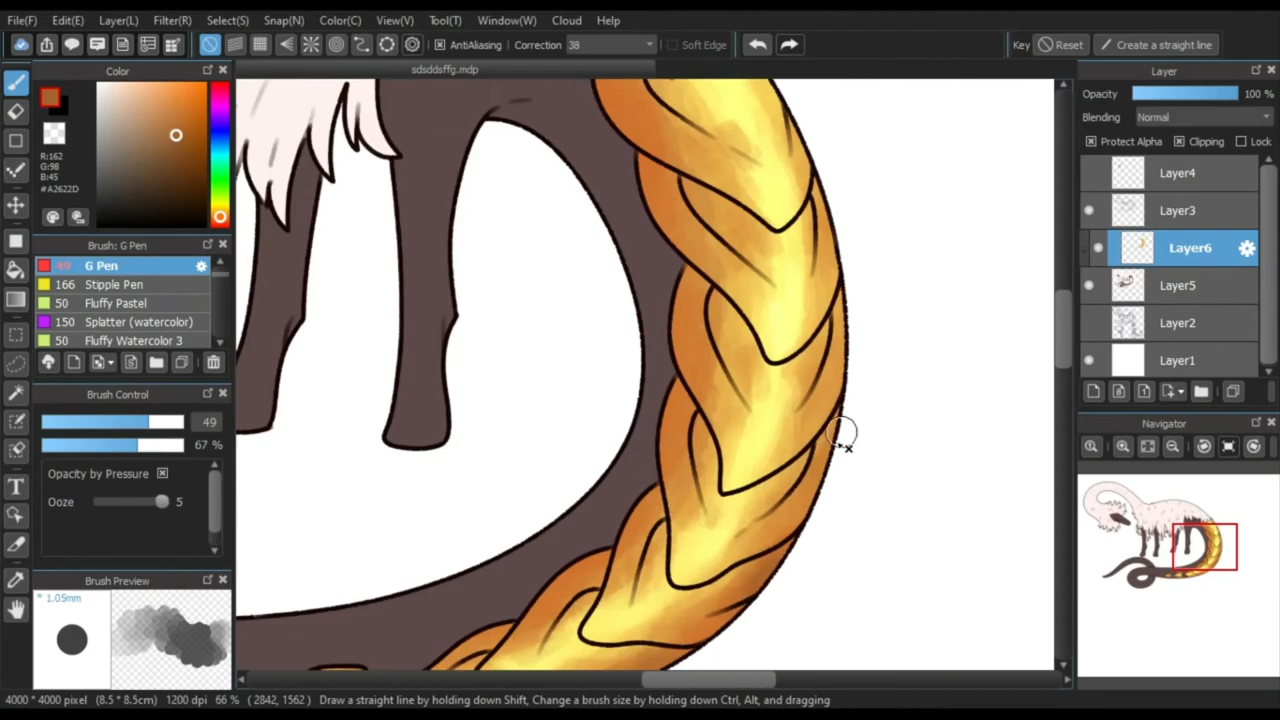 File(F) Edit(E) Layer(L) Filter(R) Select(S) Snap(N) Color(C) View(V) Tool(T) Window(W) Cloud Help
AntiAliasing Correction 38 Soft Edge Key Reset Create a straight line
sdsddsffg.mdp
Color
R:162
G:98
B:45
#A2622D
Brush: G Pen
49 G Pen
166 Stipple Pen
50 Fluffy Pastel
150 Splatter (watercolor)
50 Fluffy Watercolor 3
Brush Control
49
67 %
Opacity by Pressure
Ooze 5
Brush Preview
* 1.05mm
Layer
Opacity 100 %
Blending Normal
Protect Alpha Clipping Lock
Layer4
Layer3
Layer6
Layer5
Layer2
Layer1
Navigator
4000 * 4000 pixel (8.5 * 8.5cm) 1200 dpi 66 % ( 2842, 1562 ) Draw a straight line by holding down Shift, Change a brush size by holding down Ctrl, Alt, and dragging